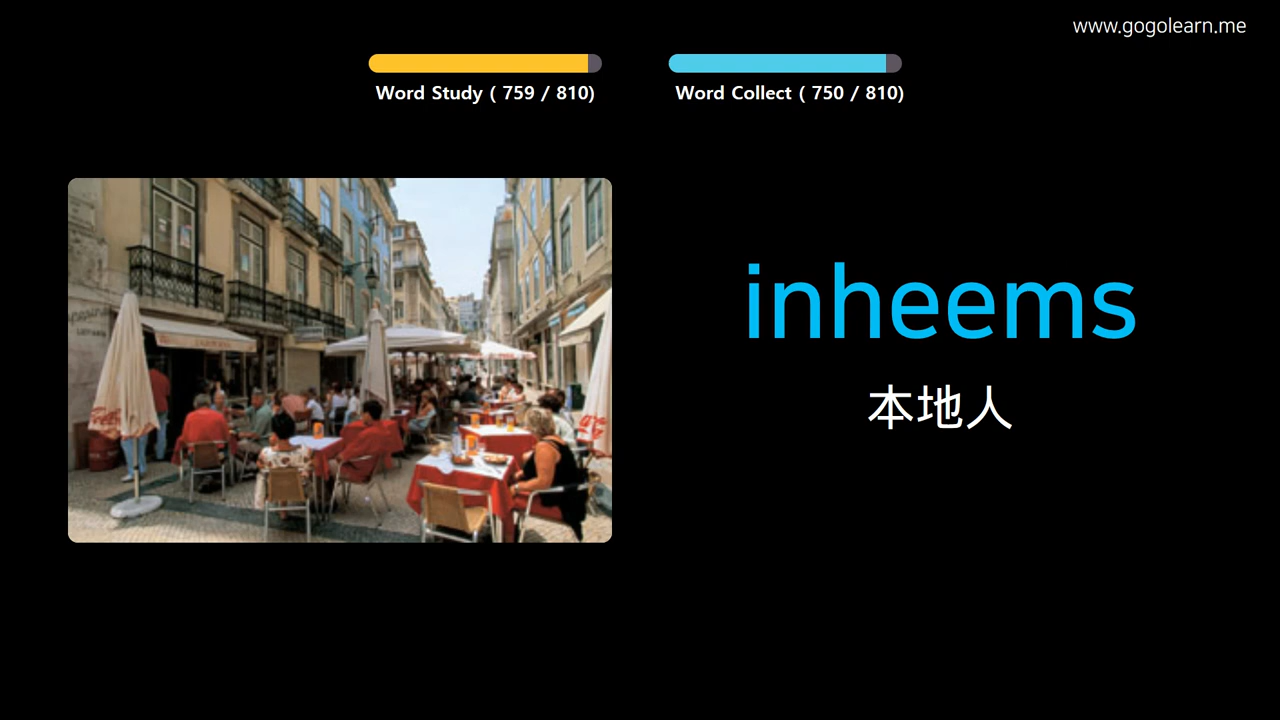 www.gogolearn.me
Word Study ( 759 / 810)
Word Collect ( 750 / 810)
inheems
本地人